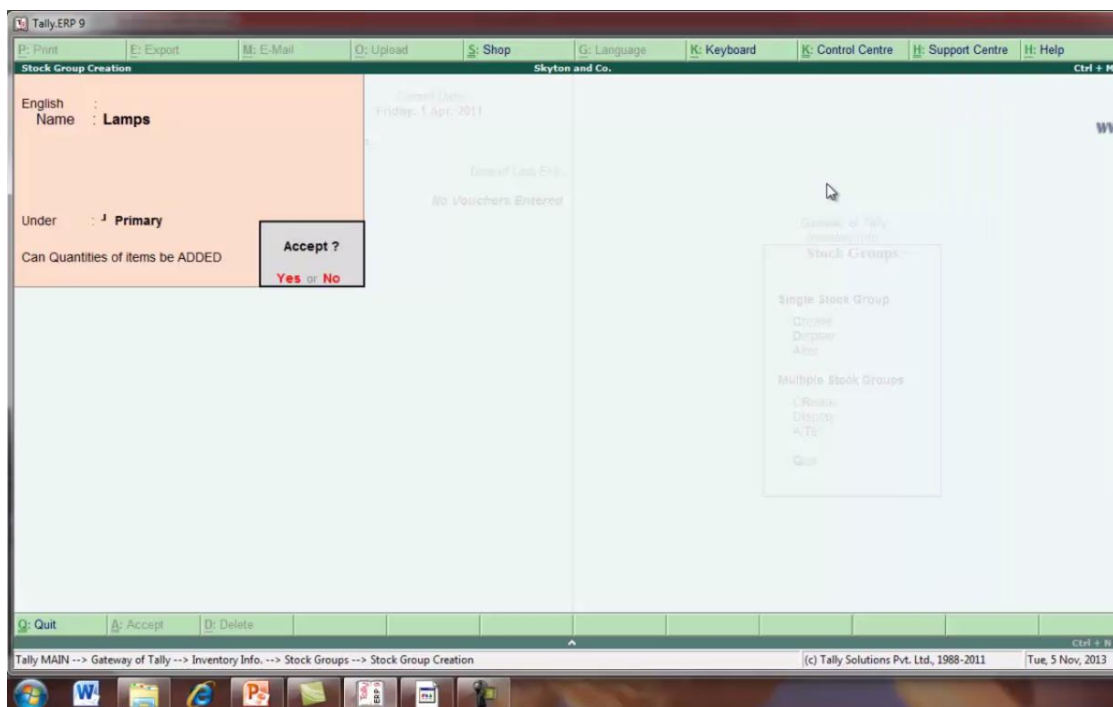 Tally.ERP 9
P: Print E: Export M: E-Mail O: Upload S: Shop G: Language K: Keyboard K: Control Centre H: Support Centre H: Help
Stock Group Creation Skyton and Co. Ctrl + M
English :
Name : Lamps
Under : Primary
Can Quantities of items be ADDED
Accept ?
Yes or No
Current Date
Friday, 1 Apr, 2011
Date of Last Entry
No Vouchers Entered
Gateway of Tally
Stock Groups
Single Stock Group
Create
Display
Alter
Multiple Stock Groups
CReate
Display
Quit
Q: Quit A: Accept D: Delete
Ctrl + N
Tally MAIN --> Gateway of Tally --> Inventory Info. --> Stock Groups --> Stock Group Creation (c) Tally Solutions Pvt. Ltd., 1988-2011 Tue, 5 Nov, 2013